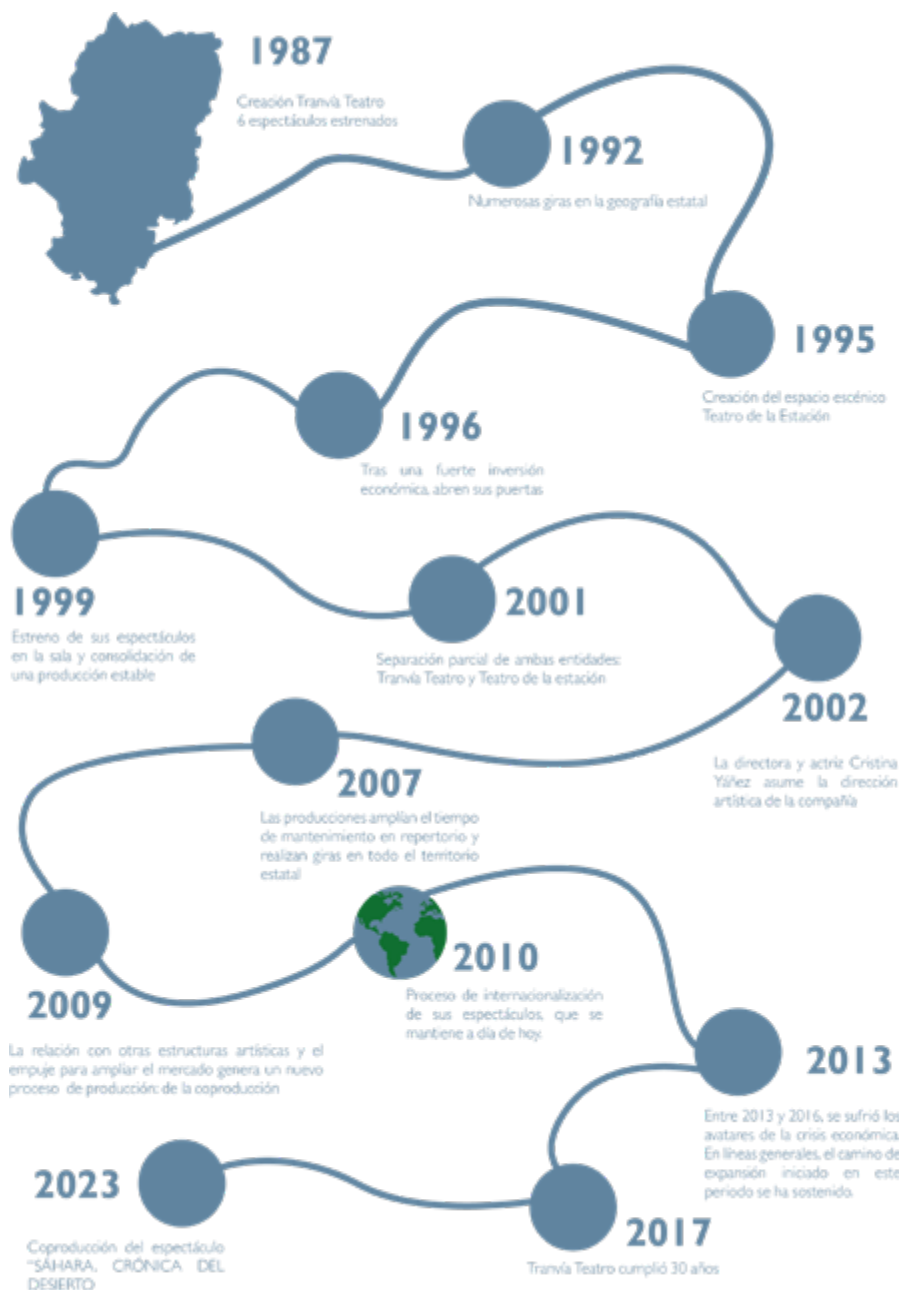 1987
Creación Tranvía Teatro
6 espectáculos estrenados
1992
Numerosas giras en la geografía estatal
1995
Creación del espacio escénico
Teatro de la Estación
1996
Tras una fuerte inversión
económica, abren sus puertas
1999
Estreno de sus espectáculos
en la sala y consolidación de
una producción estable
2001
Separación parcial de ambas entidades:
Tranvía Teatro y Teatro de la estación
2002
La directora y actriz Cristina
Yáñez asume la dirección
artística de la compañía
2007
Las producciones amplían el tiempo
de mantenimiento en repertorio y
realizan giras en todo el territorio
estatal
2009
La relación con otras estructuras artísticas y el
empuje para ampliar el mercado genera un nuevo
proceso de producción: de la coproducción
2010
Proceso de internacionalización
de sus espectáculos, que se
mantiene a día de hoy.
2013
Entre 2013 y 2016, se sufrió los
avatares de la crisis económica.
En líneas generales, el camino de
expansión iniciado en este
periodo se ha sostenido.
2017
Tranvía Teatro cumplió 30 años
2023
Coproducción del espectáculo
"SÁHARA, CRÓNICA DEL
DESIERTO